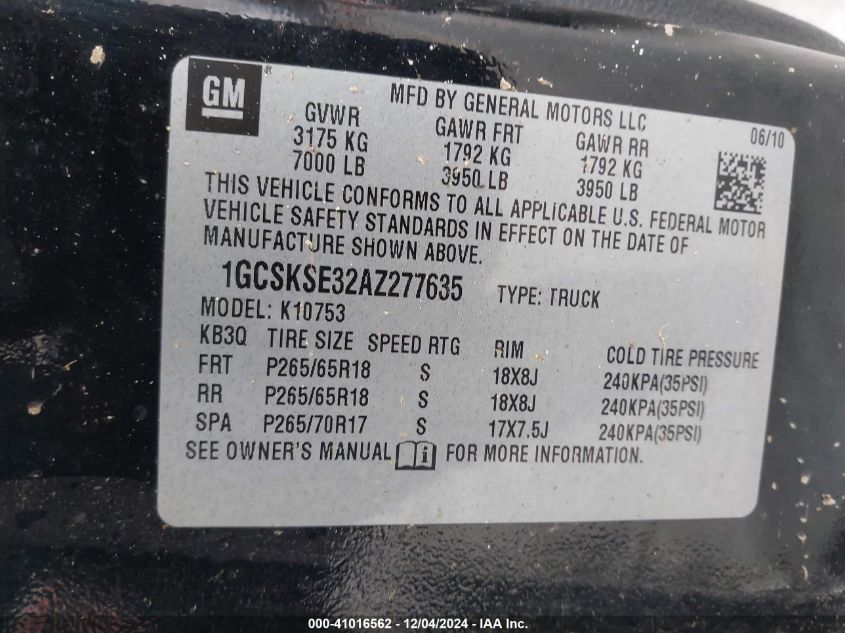 GM®
MFD BY GENERAL MOTORS LLC
06/10
GVWR GAWR FRT GAWR RR
3175 KG 1792 KG 1792 KG
7000 LB 3950 LB 3950 LB
THIS VEHICLE CONFORMS TO ALL APPLICABLE U.S. FEDERAL MOTOR
VEHICLE SAFETY STANDARDS IN EFFECT ON THE DATE OF
MANUFACTURE SHOWN ABOVE.
1GCSKSE32AZ277635 TYPE: TRUCK
MODEL: K10753
KB3Q TIRE SIZE SPEED RTG RIM COLD TIRE PRESSURE
FRT P265/65R18 S 18X8J 240KPA(35PSI)
RR P265/65R18 S 18X8J 240KPA(35PSI)
SPA P265/70R17 S 17X7.5J 240KPA(35PSI)
SEE OWNER'S MANUAL i FOR MORE INFORMATION.
000-41016562 - 12/04/2024 - IAA Inc.